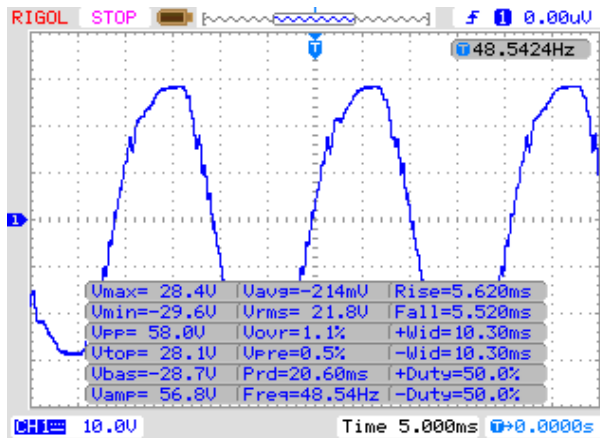 RIGOL STOP 1 0.00uV
T 48.5424Hz
1
Vmax= 28.4V Vavg=-214mV Rise=5.620ms
Vmin=-29.6V Vrms= 21.8V Fall=5.520ms
Vpp= 58.0V Vovr=1.1% +Wid=10.30ms
Vtop= 28.1V Vpre=0.5% -Wid=10.30ms
Vbas=-28.7V Prd=20.60ms +Duty=50.0%
Vamp= 56.8V Freq=48.54Hz -Duty=50.0%
CH1 10.0V Time 5.000ms T→0.0000s